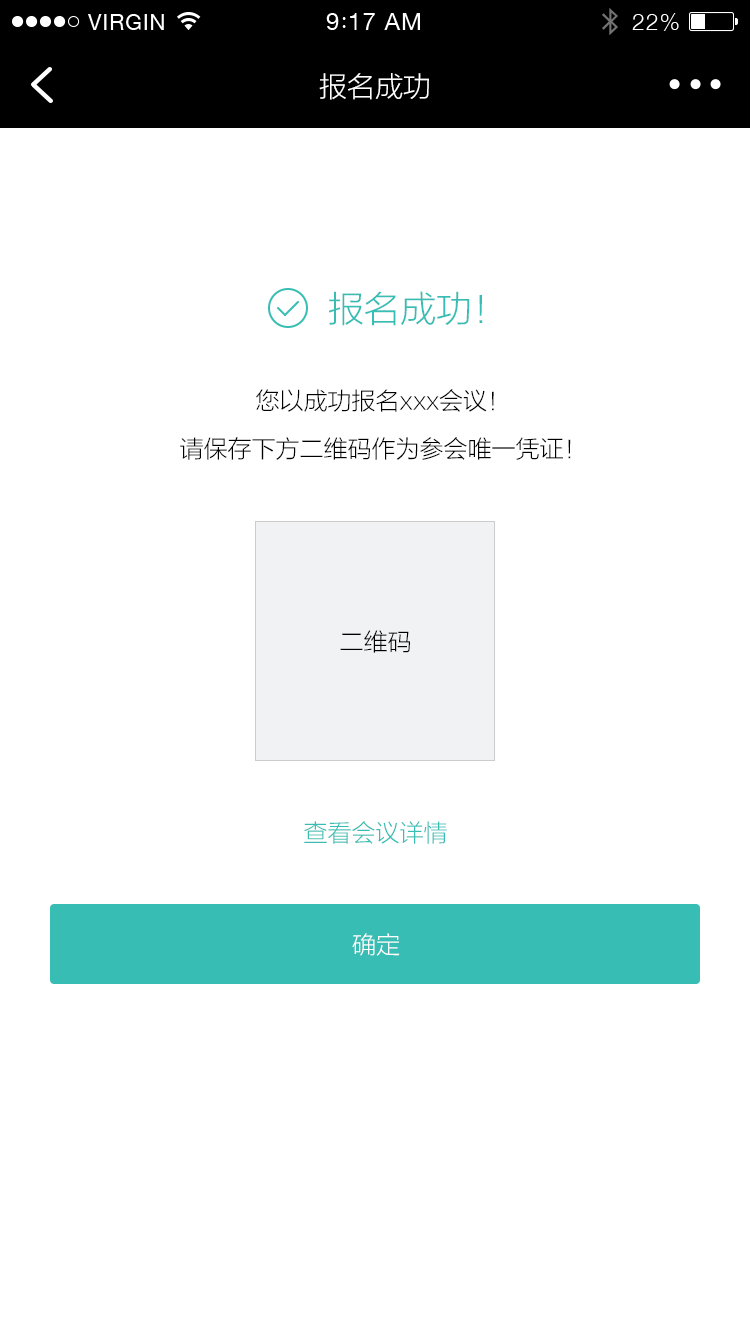 VIRGIN 9:17 AM 22%
报名成功
报名成功!
您以成功报名xxx会议!
请保存下方二维码作为参会唯一凭证!
二维码
查看会议详情
确定